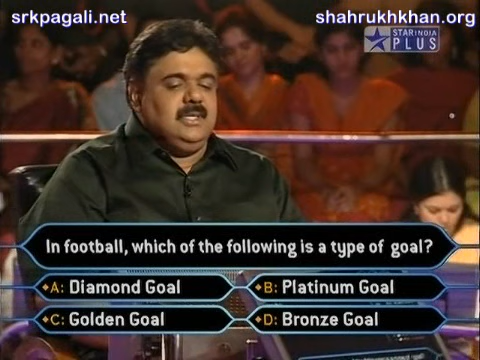 srkpagali.net
shahrukhkhan.org
STAR INDIA
PLUS
In football, which of the following is a type of goal?
A: Diamond Goal
B: Platinum Goal
C: Golden Goal
D: Bronze Goal